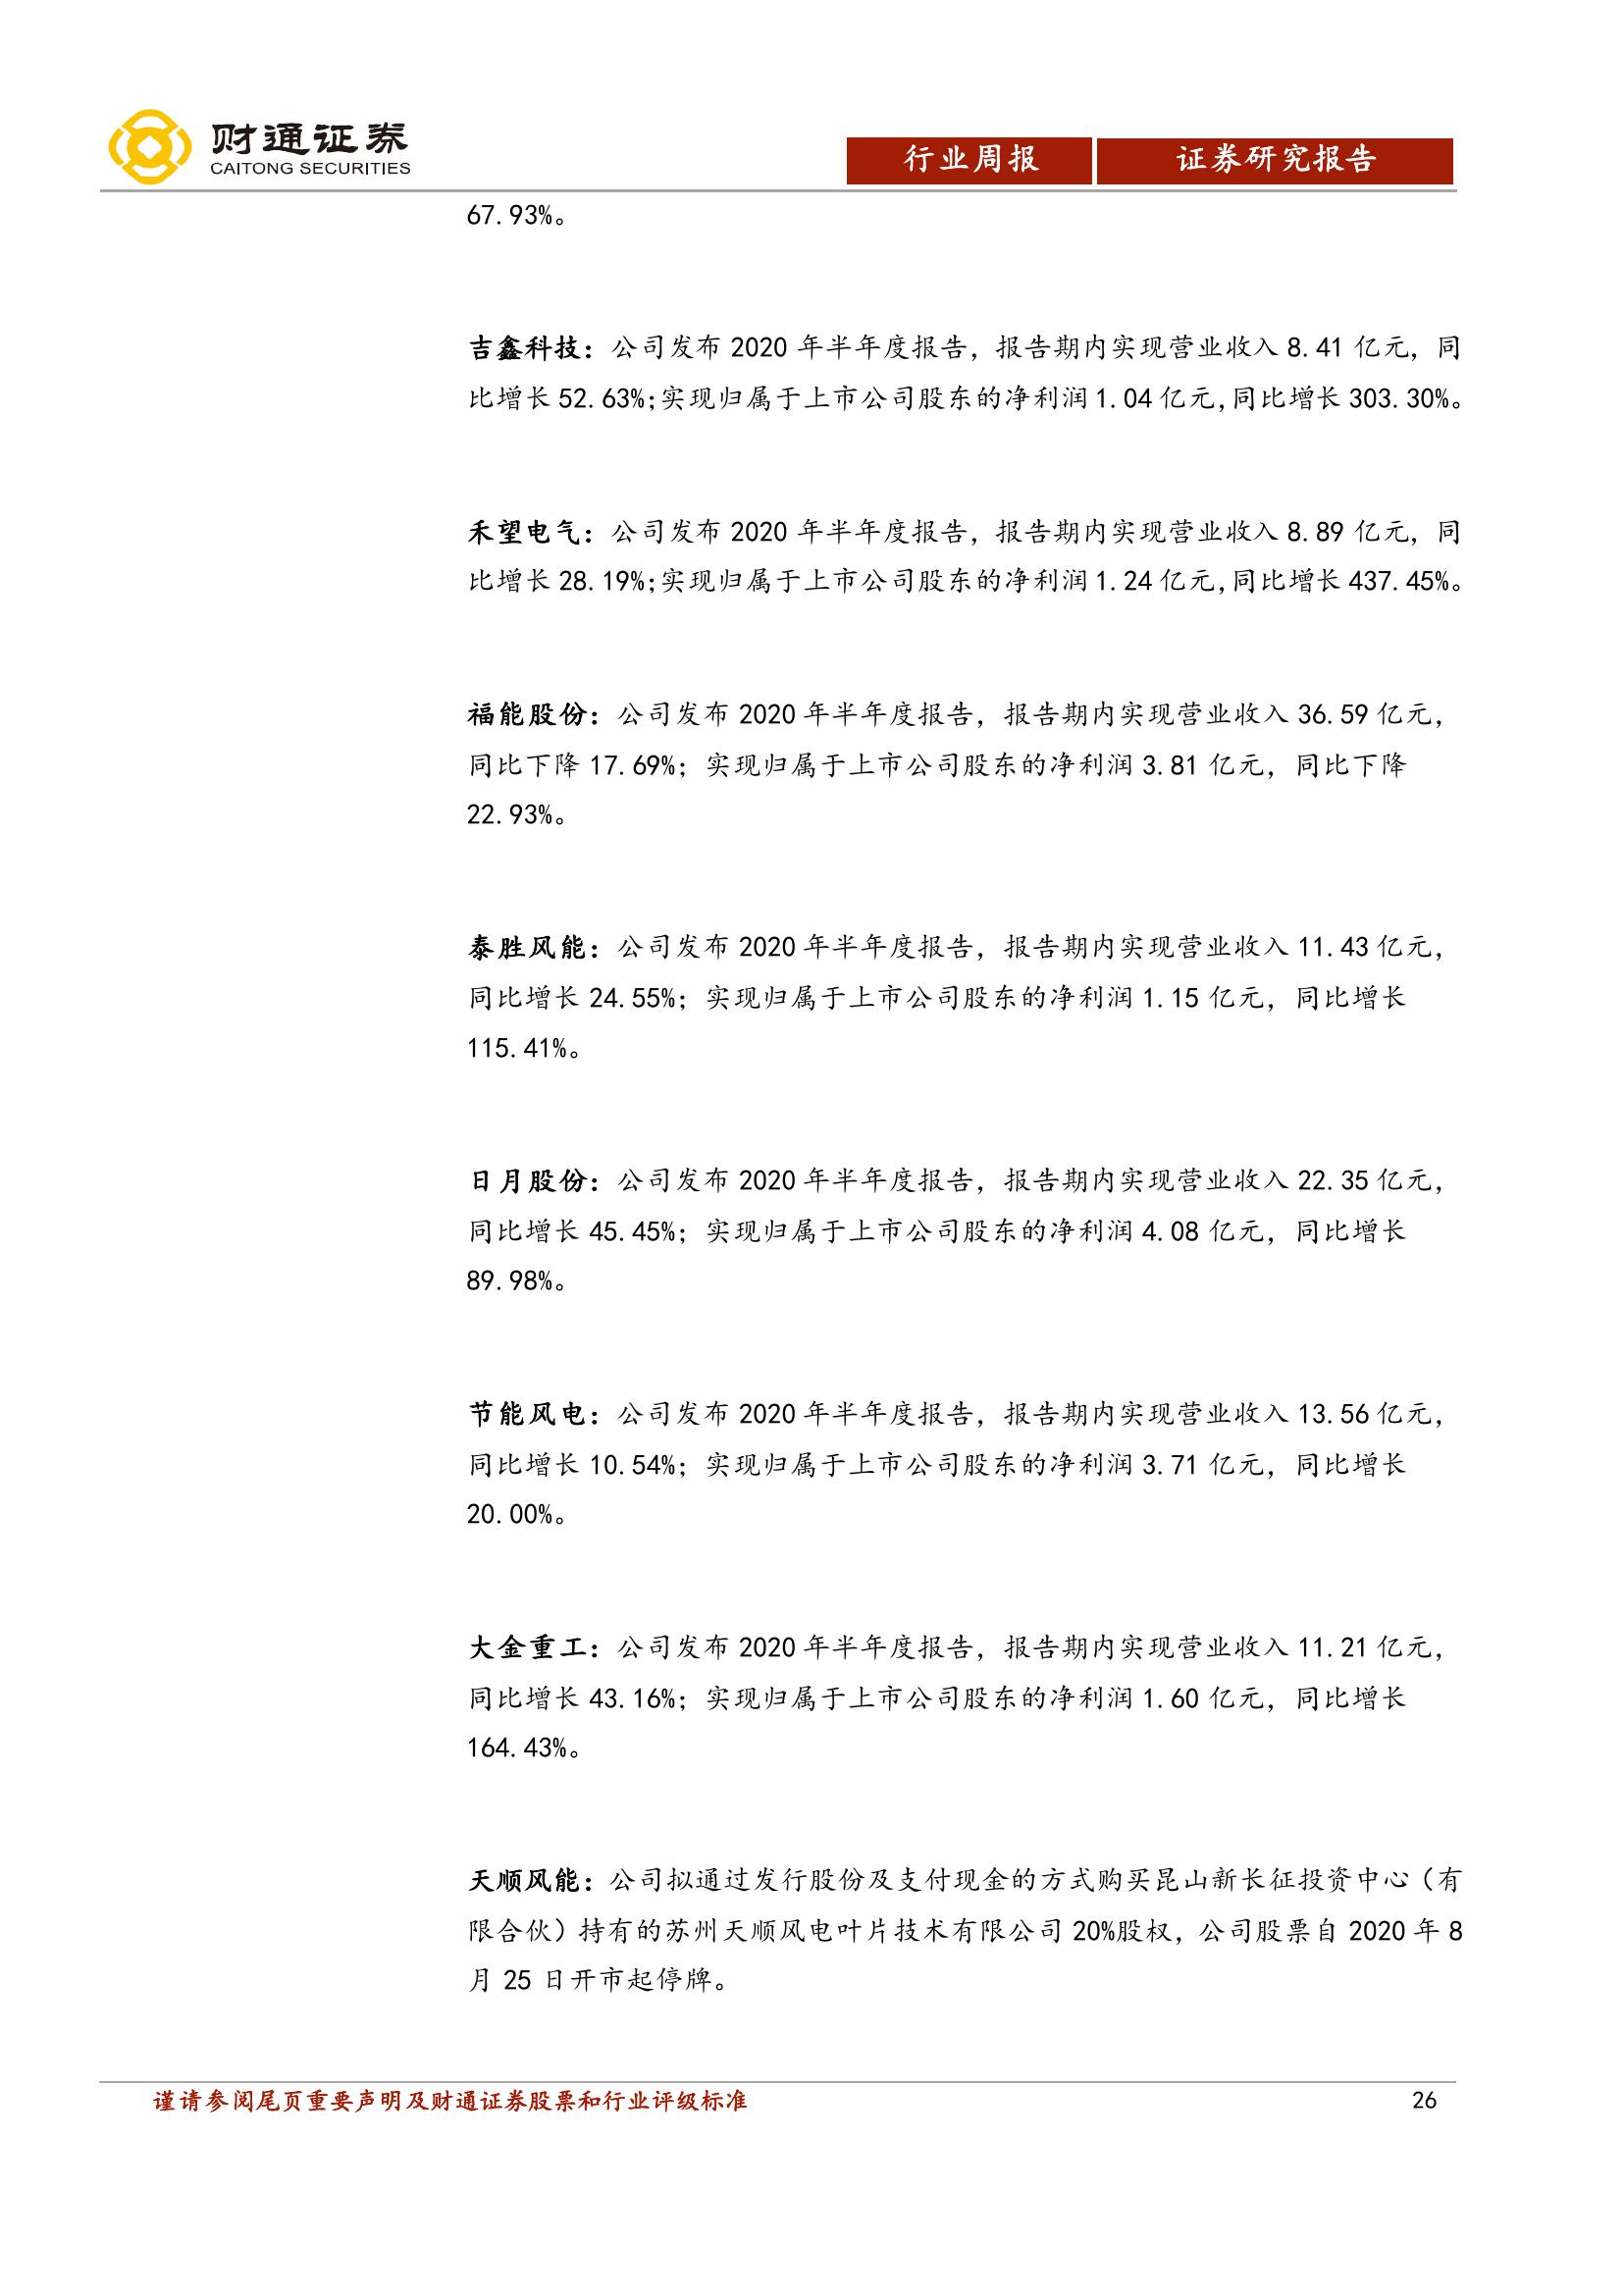 财通证券
CAITONG SECURITIES
行业周报
证券研究报告
67.93%。
吉鑫科技：公司发布 2020 年半年度报告，报告期内实现营业收入 8.41 亿元，同
比增长 52.63%;实现归属于上市公司股东的净利润 1.04 亿元,同比增长 303.30%。
禾望电气：公司发布 2020 年半年度报告，报告期内实现营业收入 8.89 亿元，同
比增长 28.19%;实现归属于上市公司股东的净利润 1.24 亿元,同比增长 437.45%。
福能股份：公司发布 2020 年半年度报告，报告期内实现营业收入 36.59 亿元，
同比下降 17.69%；实现归属于上市公司股东的净利润 3.81 亿元，同比下降
22.93%。
泰胜风能：公司发布 2020 年半年度报告，报告期内实现营业收入 11.43 亿元，
同比增长 24.55%；实现归属于上市公司股东的净利润 1.15 亿元，同比增长
115.41%。
日月股份：公司发布 2020 年半年度报告，报告期内实现营业收入 22.35 亿元，
同比增长 45.45%；实现归属于上市公司股东的净利润 4.08 亿元，同比增长
89.98%。
节能风电：公司发布 2020 年半年度报告，报告期内实现营业收入 13.56 亿元，
同比增长 10.54%；实现归属于上市公司股东的净利润 3.71 亿元，同比增长
20.00%。
大金重工：公司发布 2020 年半年度报告，报告期内实现营业收入 11.21 亿元，
同比增长 43.16%；实现归属于上市公司股东的净利润 1.60 亿元，同比增长
164.43%。
天顺风能：公司拟通过发行股份及支付现金的方式购买昆山新长征投资中心（有
限合伙）持有的苏州天顺风电叶片技术有限公司 20%股权，公司股票自 2020 年 8
月 25 日开市起停牌。
谨请参阅尾页重要声明及财通证券股票和行业评级标准
26